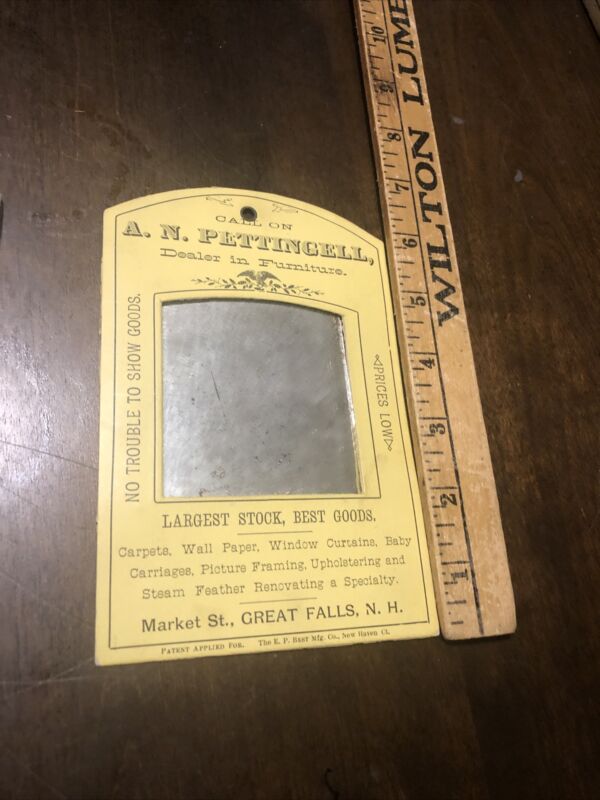 CALL ON
A. N. PETTINGELL,
Dealer in Furniture.
NO TROUBLE TO SHOW GOODS.
PRICES LOW
LARGEST STOCK, BEST GOODS.
Carpets, Wall Paper, Window Curtains, Baby
Carriages, Picture Framing, Upholstering and
Steam Feather Renovating a Specialty.
Market St., GREAT FALLS, N. H.
PATENT APPLIED FOR. The E. P. BEST Mfg. Co., New Haven Ct.
WILTON LUME
1 2 3 4 5 6 7 8 9 10